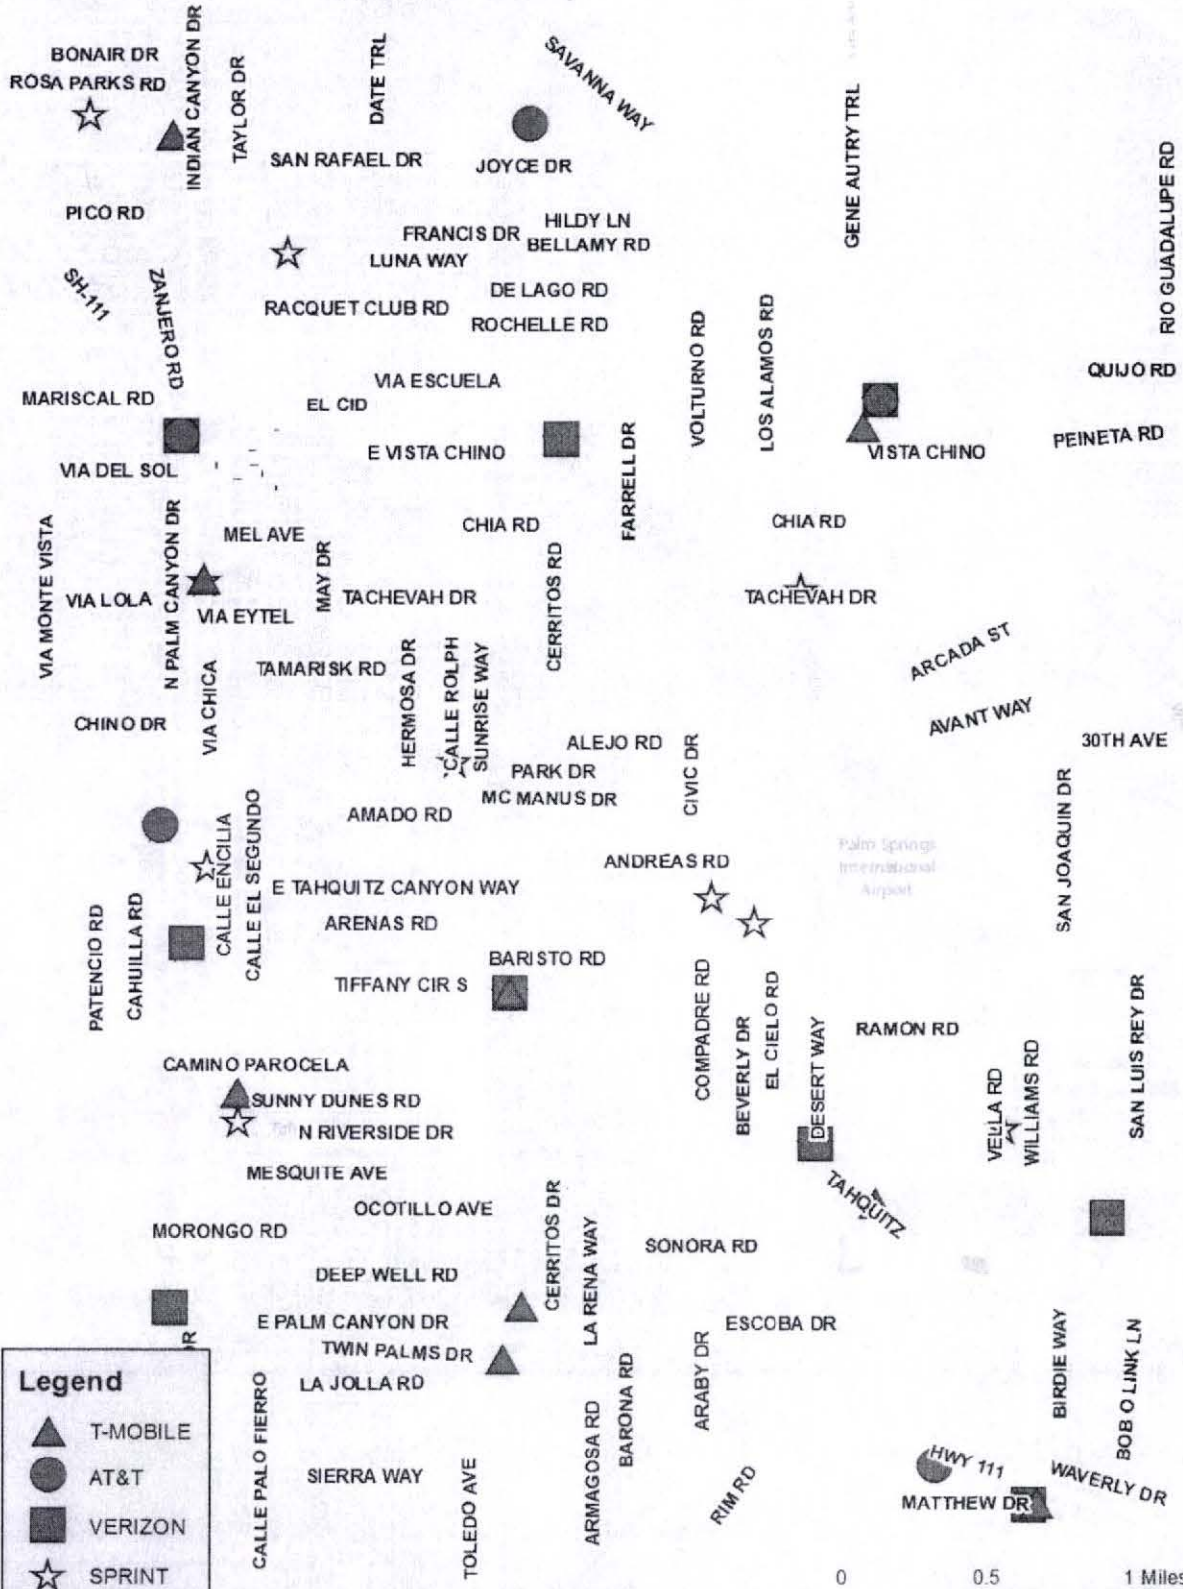 BONAIR DR
ROSA PARKS RD
INDIAN CANYON DR
TAYLOR DR
DATE TRL
SAVANNA WAY
GENE AUTRY TRL
RIO GUADALUPE RD
SAN RAFAEL DR
JOYCE DR
PICO RD
HILDY LN
FRANCIS DR
BELLAMY RD
LUNA WAY
SH-111
ZANJERO RD
DE LAGO RD
RACQUET CLUB RD
ROCHELLE RD
VOLTURNO RD
LOS ALAMOS RD
VIA ESCUELA
QUIJO RD
MARISCAL RD
EL CID
E VISTA CHINO
FARRELL DR
VISTA CHINO
PEINETA RD
VIA DEL SOL
VIA MONTE VISTA
N PALM CANYON DR
MEL AVE
CHIA RD
CHIA RD
MAY DR
CERRITOS RD
VIA LOLA
VIA EYTEL
TACHEVAH DR
TACHEVAH DR
ARCADA ST
VIA CHICA
TAMARISK RD
HERMOSA DR
CALLE ROLPH
SUNRISE WAY
CHINO DR
AVANT WAY
ALEJO RD
CIVIC DR
30TH AVE
PARK DR
MC MANUS DR
AMADO RD
SAN JOAQUIN DR
CALLE ENCILIA
CALLE EL SEGUNDO
ANDREAS RD
Palm Springs
International
Airport
E TAHQUITZ CANYON WAY
PATENCIO RD
CAHUILLA RD
ARENAS RD
BARISTO RD
TIFFANY CIR S
COMPADRE RD
BEVERLY DR
EL CIELO RD
DESERT WAY
RAMON RD
VELLA RD
WILLIAMS RD
SAN LUIS REY DR
CAMINO PAROCELA
SUNNY DUNES RD
N RIVERSIDE DR
MESQUITE AVE
TAHQUITZ
OCOTILLO AVE
CERRITOS DR
LA RENA WAY
MORONGO RD
SONORA RD
DEEP WELL RD
E PALM CANYON DR
ESCOBA DR
TWIN PALMS DR
ARABY DR
BIRDIE WAY
BOB O LINK LN
DR
LA JOLLA RD
CALLE PALO FIERRO
BARONA RD
ARMAGOSA RD
SIERRA WAY
TOLEDO AVE
RIM RD
HWY 111
WAVERLY DR
MATTHEW DR
Legend
T-MOBILE
AT&T
VERIZON
SPRINT
0 0.5 1 Miles